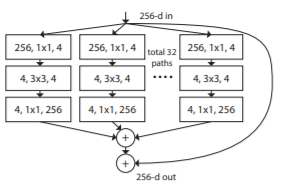 256-d in
256, 1x1, 4
256, 1x1, 4
256, 1x1, 4
total 32
paths
....
4, 3x3, 4
4, 3x3, 4
4, 3x3, 4
4, 1x1, 256
4, 1x1, 256
4, 1x1, 256
+
+
256-d out